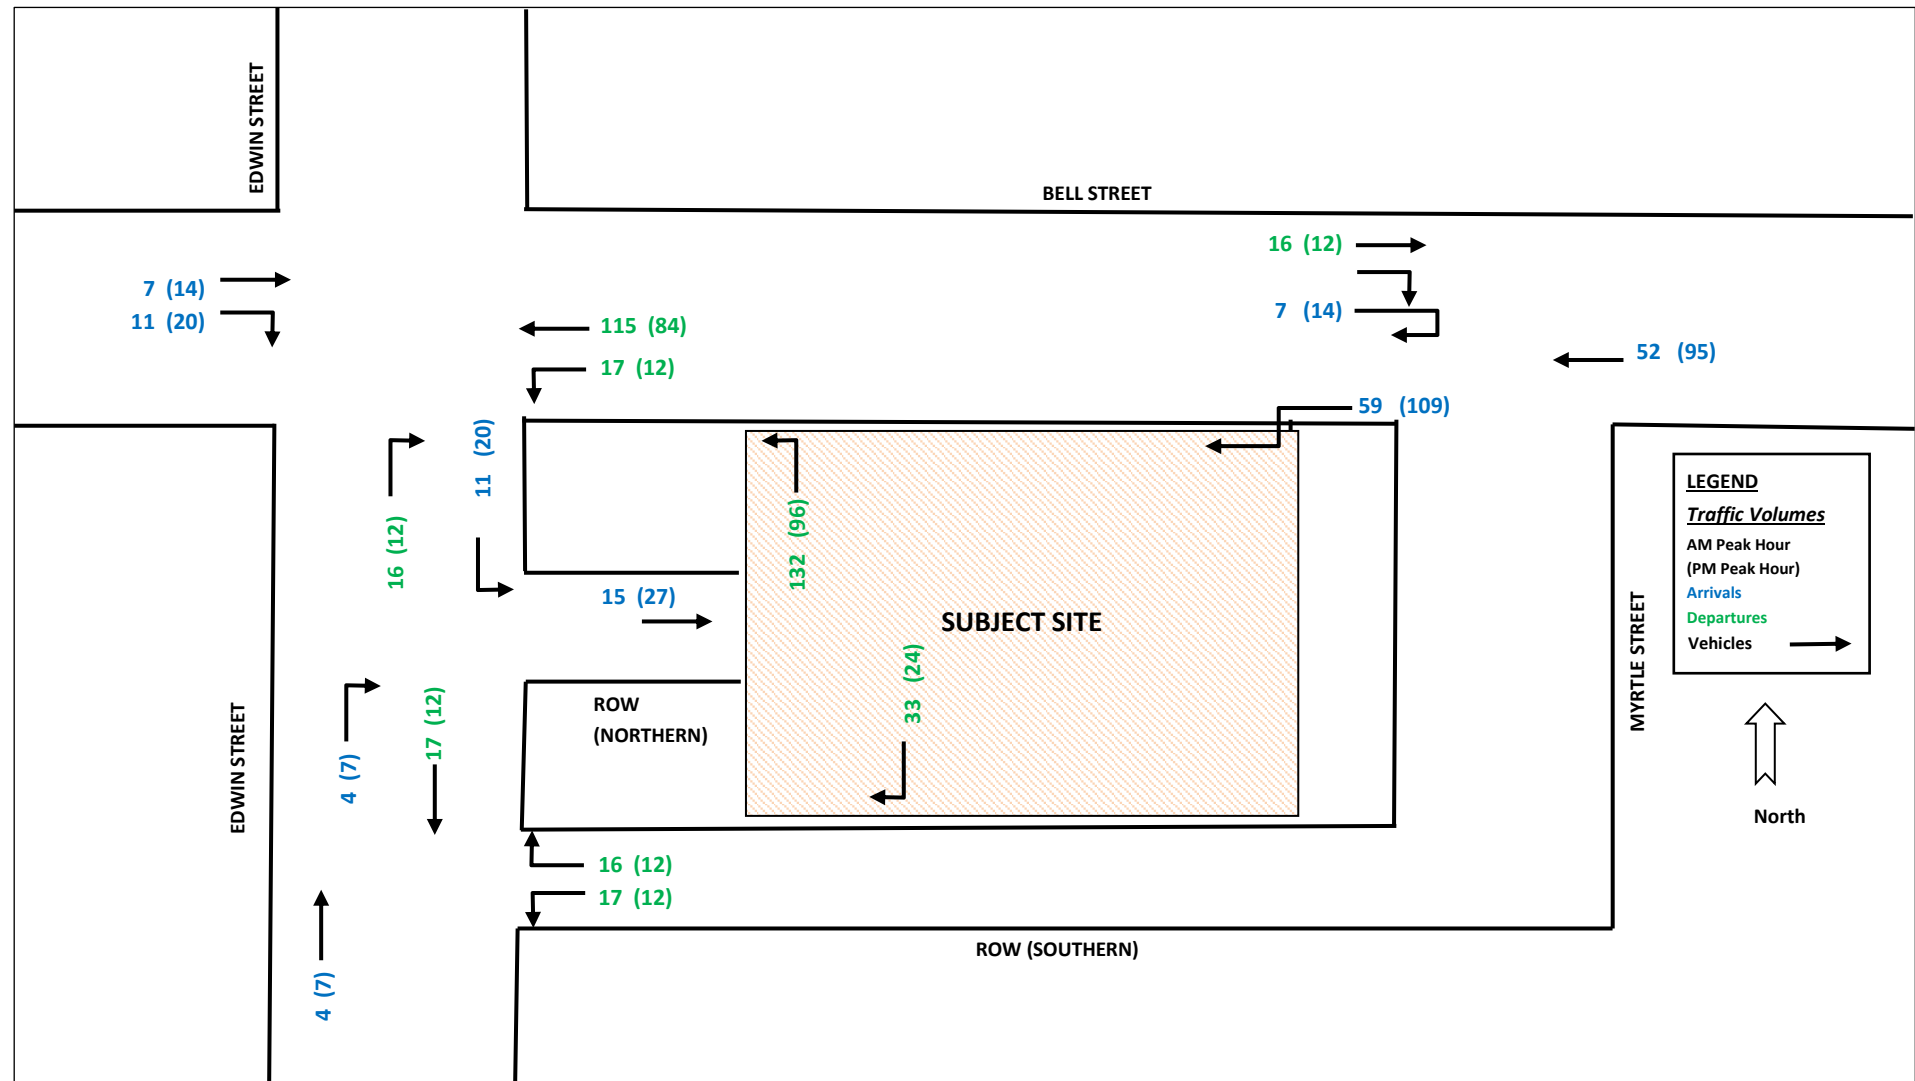 EDWIN STREET
BELL STREET
16 (12)
7 (14)
11 (20)
7 (14)
115 (84)
17 (12)
52 (95)
59 (109)
11 (20)
16 (12)
132 (96)
15 (27)
SUBJECT SITE
33 (24)
17 (12)
4 (7)
ROW
(NORTHERN)
EDWIN STREET
MYRTLE STREET
LEGEND
Traffic Volumes
AM Peak Hour
(PM Peak Hour)
Arrivals
Departures
Vehicles
North
16 (12)
17 (12)
ROW (SOUTHERN)
4 (7)